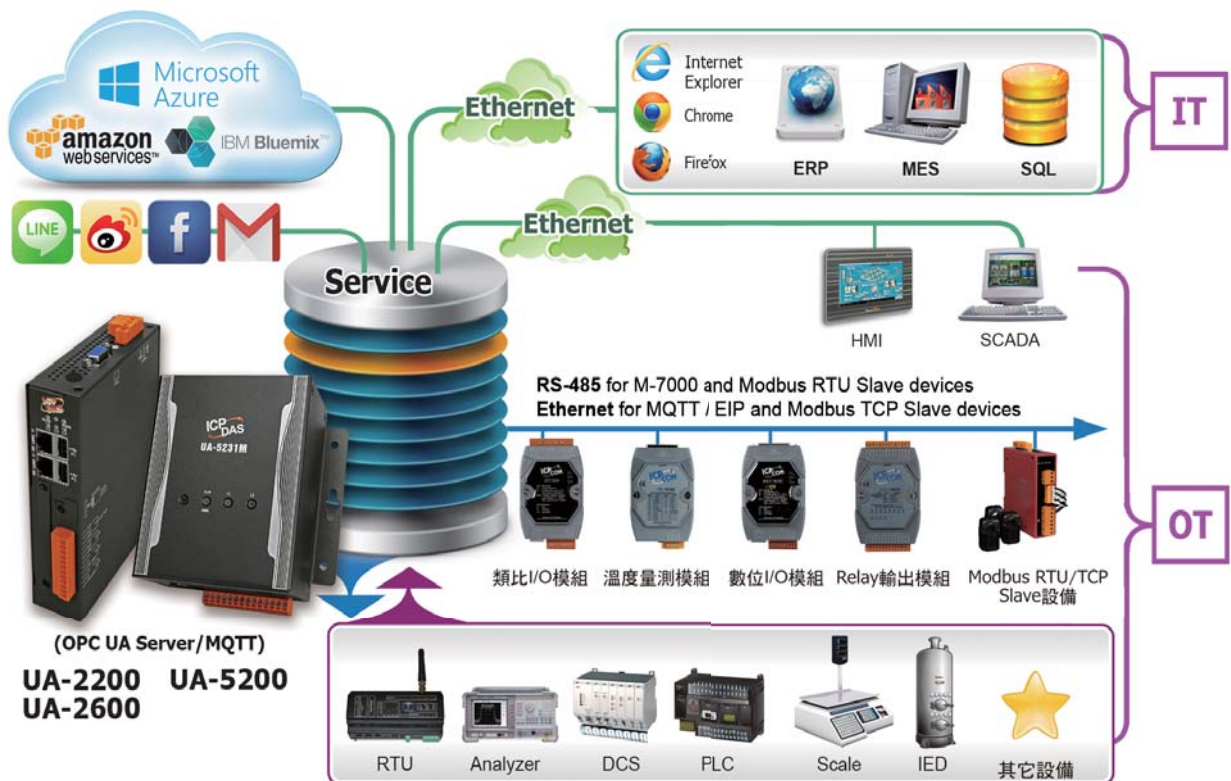 Microsoft
Azure
amazon
webservices™
IBM Bluemix™
LINE
f
Ethernet
Internet
Explorer
Chrome
Firefox
ERP
MES
SQL
IT
Ethernet
Service
HMI
SCADA
RS-485 for M-7000 and Modbus RTU Slave devices
Ethernet for MQTT / EIP and Modbus TCP Slave devices
ICP
DAS
UA-5231M
類比I/O模組
溫度量測模組
數位I/O模組
Relay輸出模組
Modbus RTU/TCP
Slave設備
OT
(OPC UA Server/MQTT)
UA-2200
UA-5200
UA-2600
RTU
Analyzer
DCS
PLC
Scale
IED
其它設備